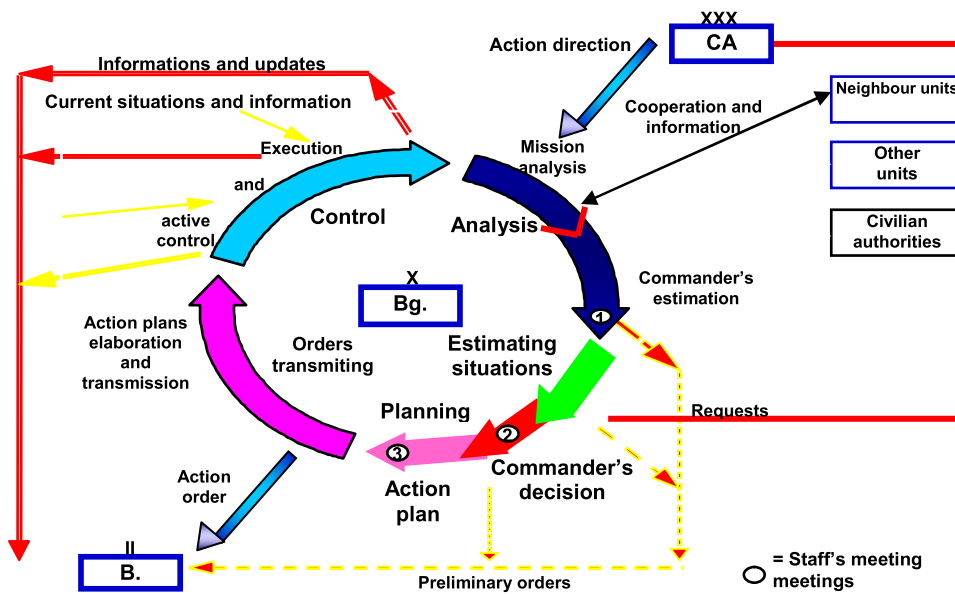 XXX
CA
Action direction
Informations and updates
Neighbour units
Current situations and information
Cooperation and
information
Execution
Mission
analysis
Other
units
and
Control
Analysis
active
control
Civilian
authorities
X
Bg.
Commander's
estimation
1
Action plans
elaboration
and
transmission
Orders
transmiting
Estimating
situations
Planning
Requests
2
3
Action
order
Action
plan
Commander's
decision
II
B.
Preliminary orders
= Staff's meeting
meetings